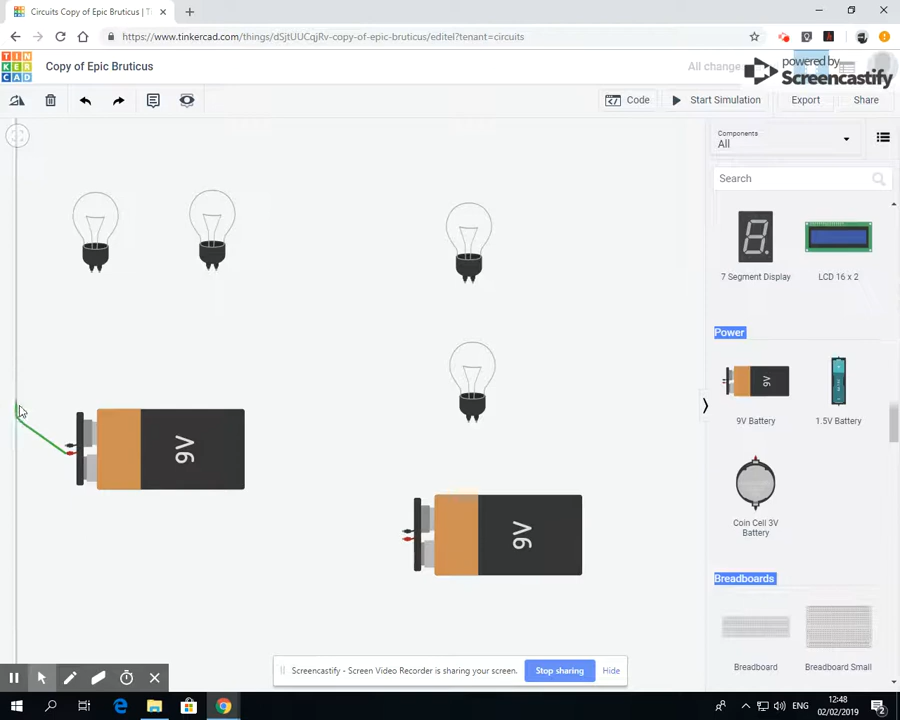 Circuits Copy of Epic Bruticus | T
https://www.tinkercad.com/things/dSjtUUCqjRv-copy-of-epic-bruticus/editel?tenant=circuits
TIN
KER
CAD
Copy of Epic Bruticus
All change
powered by
Screencastify
Code
Start Simulation
Export
Share
Components
All
Search
7 Segment Display
LCD 16 x 2
Power
9V
9V Battery
1.5V Battery
Coin Cell 3V
Battery
Breadboards
Breadboard
Breadboard Small
9V
9V
Screencastify - Screen Video Recorder is sharing your screen.
Stop sharing
Hide
ENG
12:48
02/02/2019
2